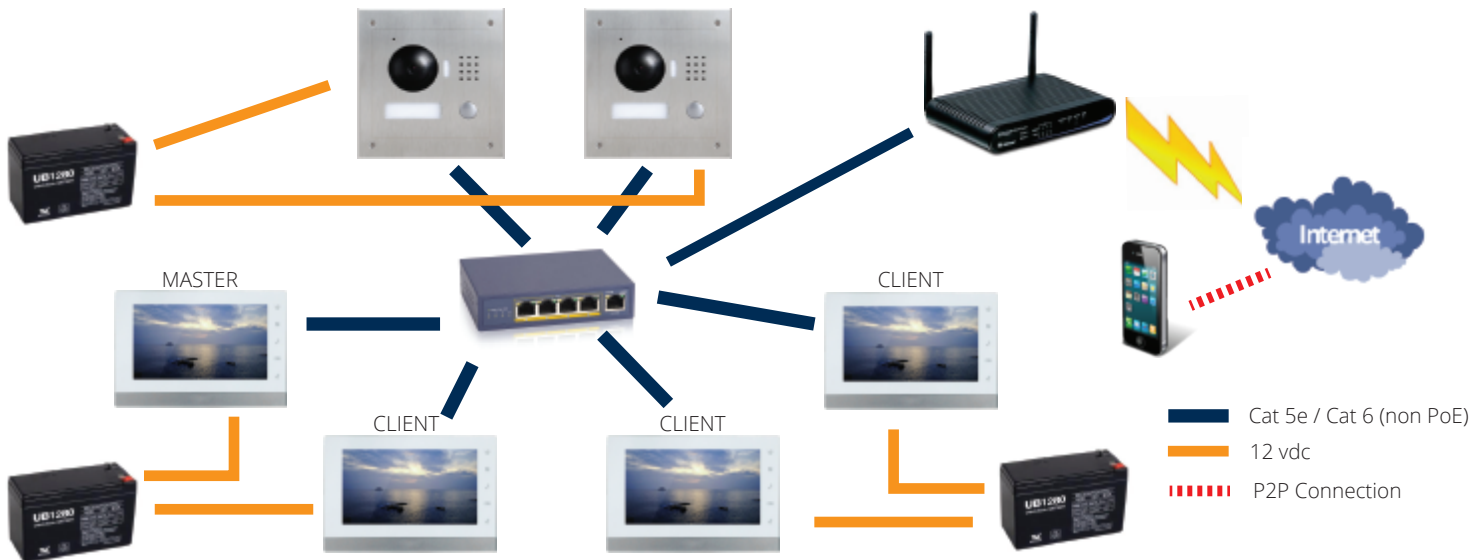 UB1280
Internet
MASTER
CLIENT
CLIENT
CLIENT
Cat 5e / Cat 6 (non PoE)
12 vdc
P2P Connection
UB1280
UB1280